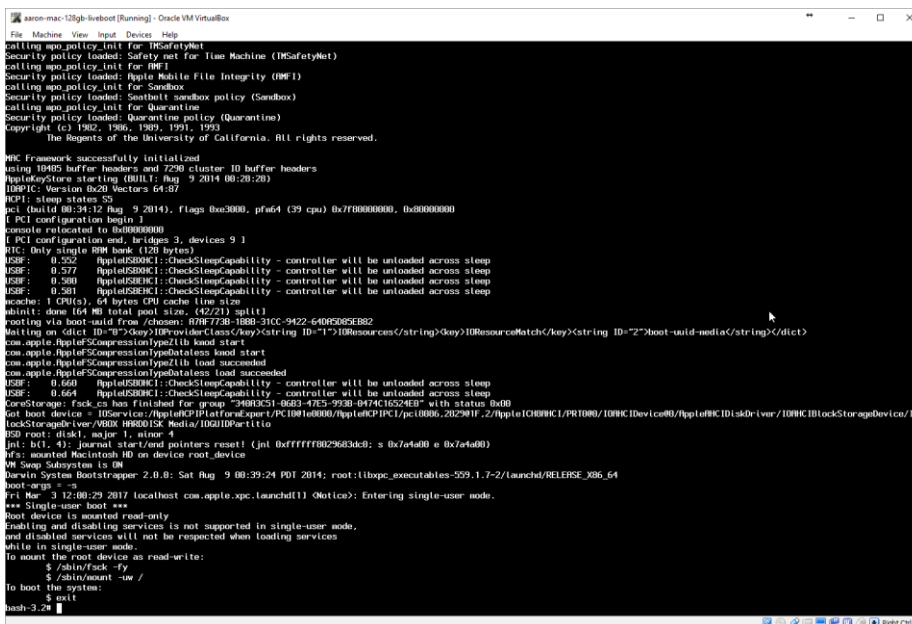 aaron-mac-128gb-liveboot [Running] - Oracle VM VirtualBox
File Machine View Input Devices Help
calling mpo_policy_init for TMSafetyNet
Security policy loaded: Safety net for Time Machine (TMSafetyNet)
calling mpo_policy_init for AMFI
Security policy loaded: Apple Mobile File Integrity (AMFI)
calling mpo_policy_init for Sandbox
Security policy loaded: Seatbelt sandbox policy (Sandbox)
calling mpo_policy_init for Quarantine
Security policy loaded: Quarantine policy (Quarantine)
Copyright (c) 1982, 1986, 1989, 1991, 1993
The Regents of the University of California. All rights reserved.
MAC Framework successfully initialized
using 10485 buffer headers and 7290 cluster IO buffer headers
AppleKeyStore starting (BUILT: Aug 9 2014 00:28:28)
IOAPIC: Version 0x20 Vectors 64:87
ACPI: sleep states S5
pci (build 00:34:12 Aug 9 2014), flags 0xe3000, pfm64 (39 cpu) 0x7f80000000, 0x80000000
[ PCI configuration begin ]
console relocated to 0x80000000
[ PCI configuration end, bridges 3, devices 9 ]
RTC: Only single RAM bank (128 bytes)
USBF: 0.552 AppleUSBXHCI::CheckSleepCapability - controller will be unloaded across sleep
USBF: 0.577 AppleUSBXHCI::CheckSleepCapability - controller will be unloaded across sleep
USBF: 0.580 AppleUSBEHCI::CheckSleepCapability - controller will be unloaded across sleep
USBF: 0.581 AppleUSBEHCI::CheckSleepCapability - controller will be unloaded across sleep
mcache: 1 CPU(s), 64 bytes CPU cache line size
mbinit: done [64 MB total pool size, (42/21) split]
rooting via boot-uuid from /chosen: A7AF773B-1BBB-31CC-9422-64DA5D85EB82
Waiting on <dict ID="0"><key>IOProviderClass</key><string ID="1">IOResources</string><key>IOResourceMatch</key><string ID="2">boot-uuid-media</string></dict>
com.apple.AppleFSCompressionTypeZlib kmod start
com.apple.AppleFSCompressionTypeDataless kmod start
com.apple.AppleFSCompressionTypeZlib load succeeded
com.apple.AppleFSCompressionTypeDataless load succeeded
USBF: 0.660 AppleUSBOHCI::CheckSleepCapability - controller will be unloaded across sleep
USBF: 0.664 AppleUSBOHCI::CheckSleepCapability - controller will be unloaded across sleep
CoreStorage: fsck_cs has finished for group "340A3C51-06B3-47E5-993B-0474C16524E0" with status 0x00
Got boot device = IOService:/AppleACPIPlatformExpert/PCI0@1e0000/AppleACPIPCI/pci8086,2829@1F,2/AppleICH8AHCI/PRT0@0/IOAHCIDevice@0/AppleAHCIDiskDriver/IOAHCIBlockStorageDevice/I
lockStorageDriver/VBOX HARDDISK Media/IOGUIDPartitio
BSD root: disk1, major 1, minor 4
jnl: b(1, 4): journal start/end pointers reset! (jnl 0xffffff8029683dc0; s 0x7a4a00 e 0x7a4a00)
hfs: mounted Macintosh HD on device root_device
VM Swap Subsystem is ON
Darwin System Bootstrapper 2.0.0: Sat Aug 9 00:39:24 PDT 2014; root:libxpc_executables-559.1.7~2/launchd/RELEASE_X86_64
boot-args = -s
Fri Mar 3 12:00:29 2017 localhost com.apple.xpc.launchd[1] <Notice>: Entering single-user mode.
*** Single-user boot ***
Root device is mounted read-only
Enabling and disabling services is not supported in single-user mode,
and disabled services will not be respected when loading services
while in single-user mode.
To mount the root device as read-write:
$ /sbin/fsck -fy
$ /sbin/mount -uw /
To boot the system:
$ exit
bash-3.2#
Right Ctrl